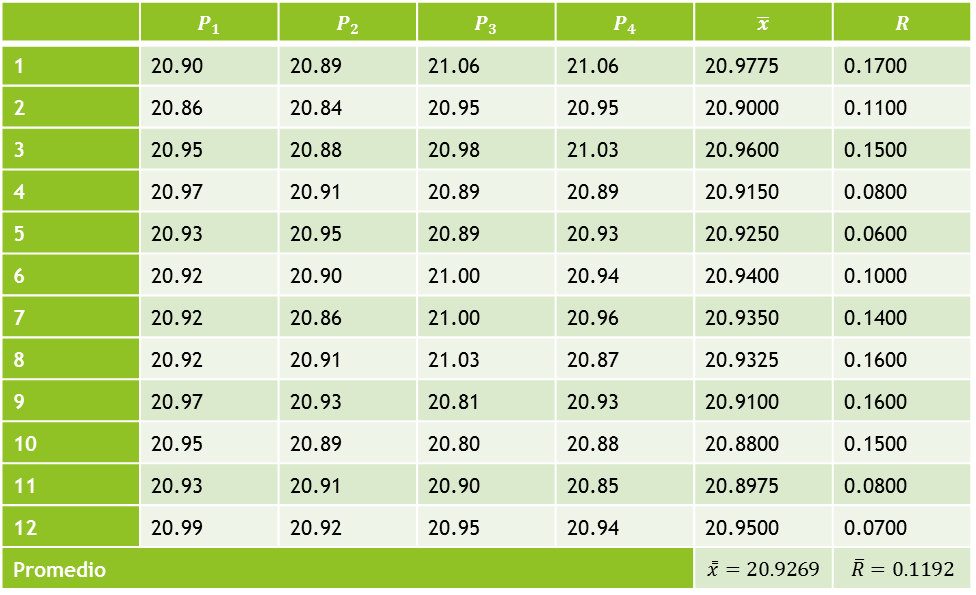 P₁ P₂ P₃ P₄ x̅ R
1 20.90 20.89 21.06 21.06 20.9775 0.1700
2 20.86 20.84 20.95 20.95 20.9000 0.1100
3 20.95 20.88 20.98 21.03 20.9600 0.1500
4 20.97 20.91 20.89 20.89 20.9150 0.0800
5 20.93 20.95 20.89 20.93 20.9250 0.0600
6 20.92 20.90 21.00 20.94 20.9400 0.1000
7 20.92 20.86 21.00 20.96 20.9350 0.1400
8 20.92 20.91 21.03 20.87 20.9325 0.1600
9 20.97 20.93 20.81 20.93 20.9100 0.1600
10 20.95 20.89 20.80 20.88 20.8800 0.1500
11 20.93 20.91 20.90 20.85 20.8975 0.0800
12 20.99 20.92 20.95 20.94 20.9500 0.0700
Promedio x̿ = 20.9269 R̅ = 0.1192